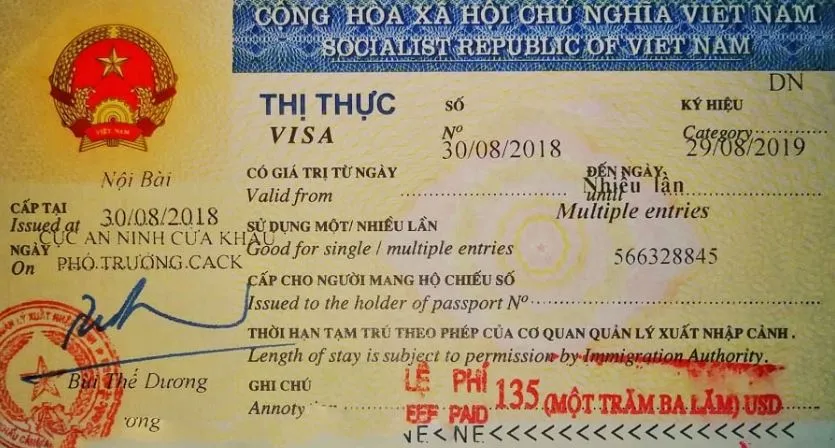 CỘNG HÒA XÃ HỘI CHỦ NGHĨA VIỆT NAM
SOCIALIST REPUBLIC OF VIET NAM
VIỆT NAM
THỊ THỰC
VISA
SỐ
Nº
KÝ HIỆU
Category
DN
30/08/2018
29/08/2019
Nội Bài
CẤP TẠI
Issued at
30/08/2018
CỤC AN NINH CỬA KHẨU
NGÀY
On
PHÓ TRƯỞNG CACK
CÓ GIÁ TRỊ TỪ NGÀY
Valid from
ĐẾN NGÀY
until
Nhiều lần
Multiple entries
SỬ DỤNG MỘT/ NHIỀU LẦN
Good for single / multiple entries
566328845
CẤP CHO NGƯỜI MANG HỘ CHIẾU SỐ
Issued to the holder of passport Nº
THỜI HẠN TẠM TRÚ THEO PHÉP CỦA CƠ QUAN QUẢN LÝ XUẤT NHẬP CẢNH .
Length of stay is subject to permission by Immigration Authority.
Bùi Thế Dương
ương
GHI CHÚ
Annoty
LỆ PHÍ
EEF PAID
135 (MỘT TRĂM BA LĂM) USD